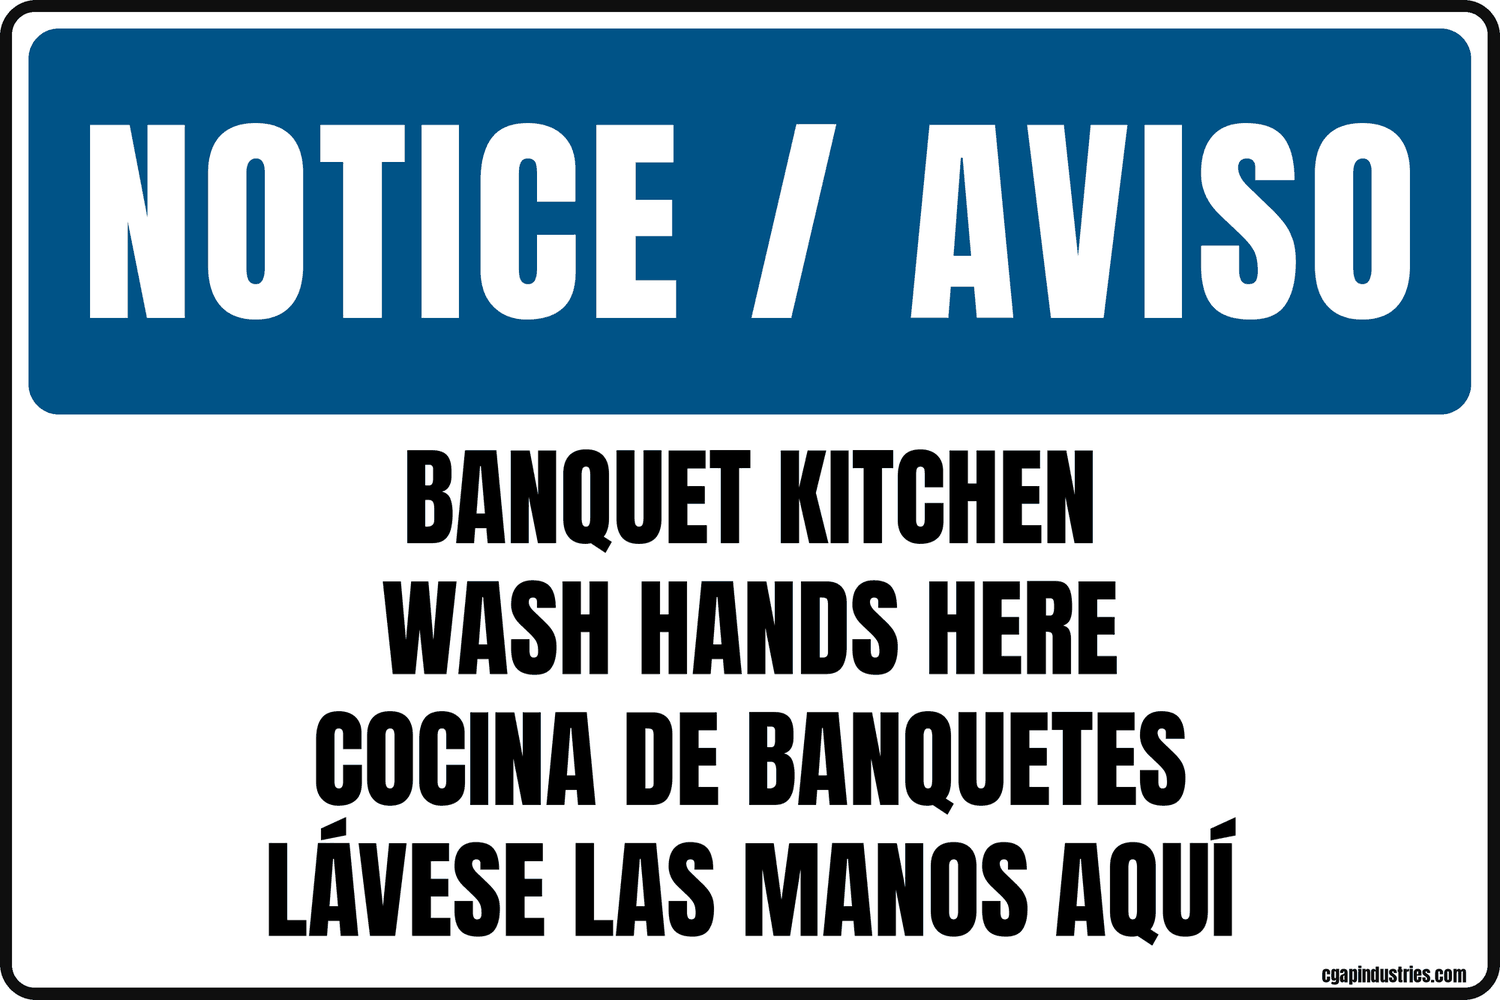 NOTICE / AVISO
BANQUET KITCHEN
WASH HANDS HERE
COCINA DE BANQUETES
LÁVESE LAS MANOS AQUÍ
cgapindustries.com